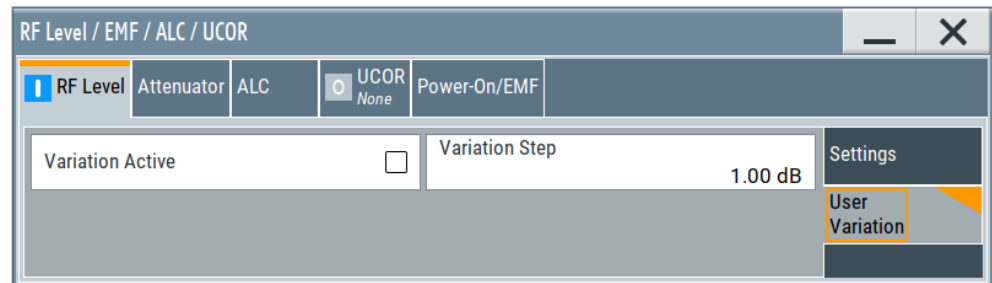 RF Level / EMF / ALC / UCOR
RF Level
Attenuator
ALC
UCOR
None
Power-On/EMF
Variation Active
Variation Step
1.00 dB
Settings
User
Variation